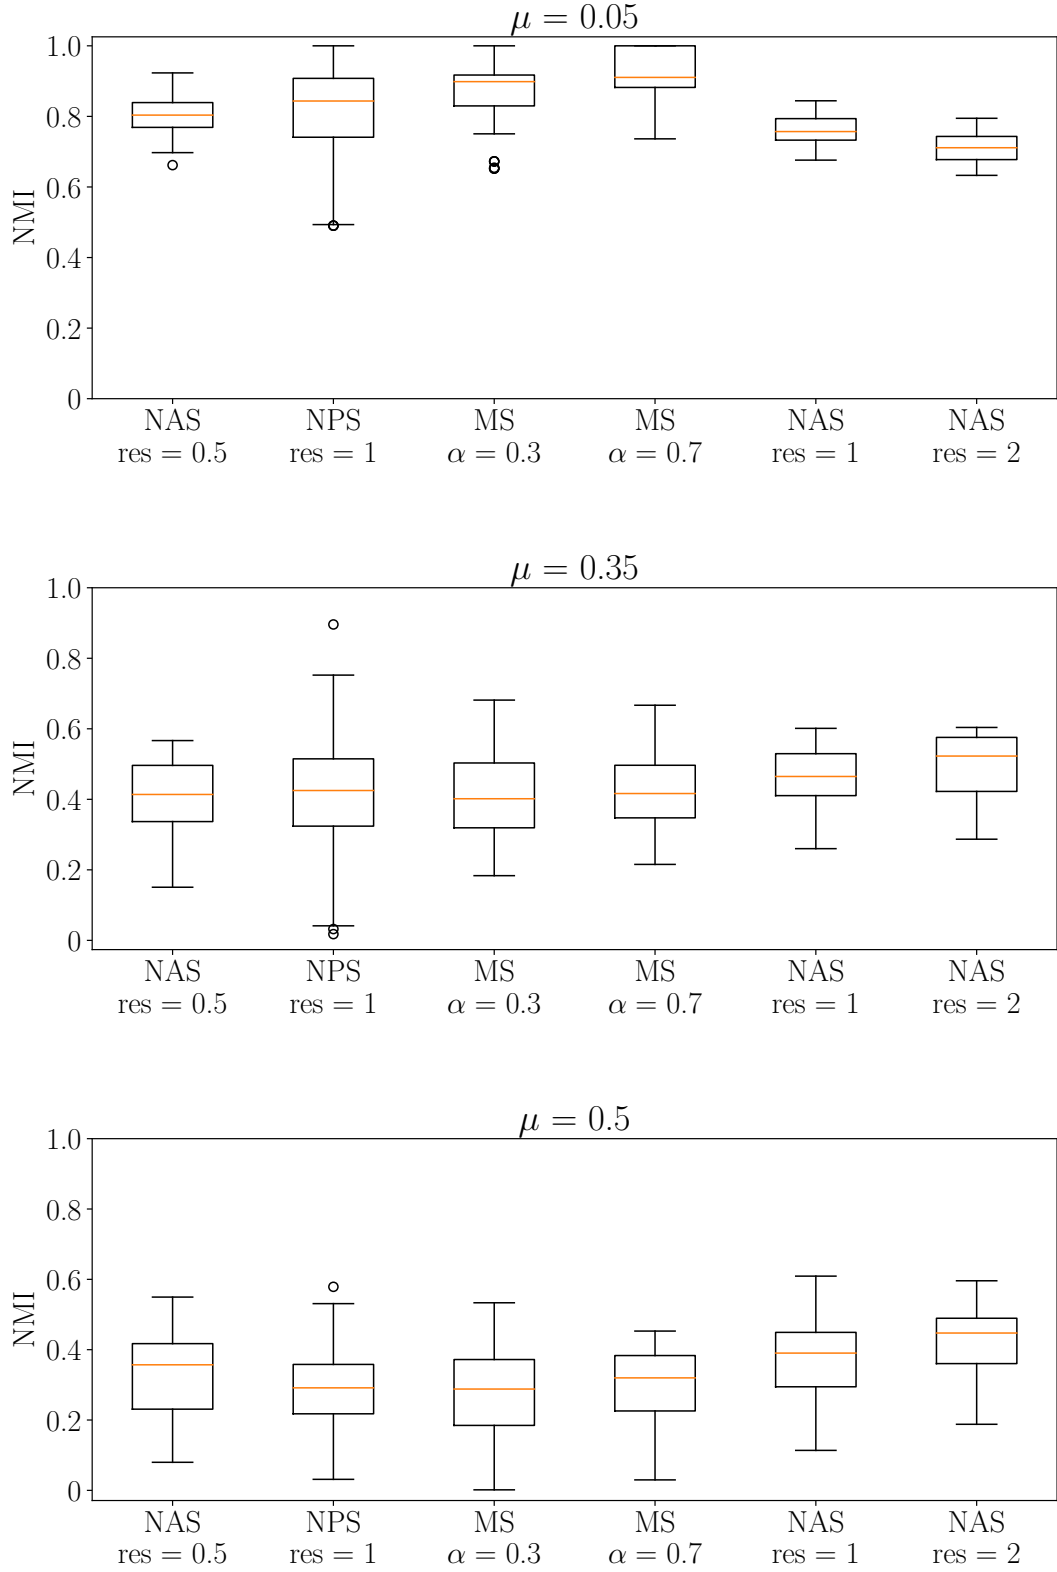 μ = 0.05
1.0
0.8
0.6
0.4
0.2
0
NMI
NAS NPS MS MS NAS NAS
res = 0.5 res = 1 α = 0.3 α = 0.7 res = 1 res = 2
μ = 0.35
1.0
0.8
0.6
0.4
0.2
0
NMI
NAS NPS MS MS NAS NAS
res = 0.5 res = 1 α = 0.3 α = 0.7 res = 1 res = 2
μ = 0.5
1.0
0.8
0.6
0.4
0.2
0
NMI
NAS NPS MS MS NAS NAS
res = 0.5 res = 1 α = 0.3 α = 0.7 res = 1 res = 2